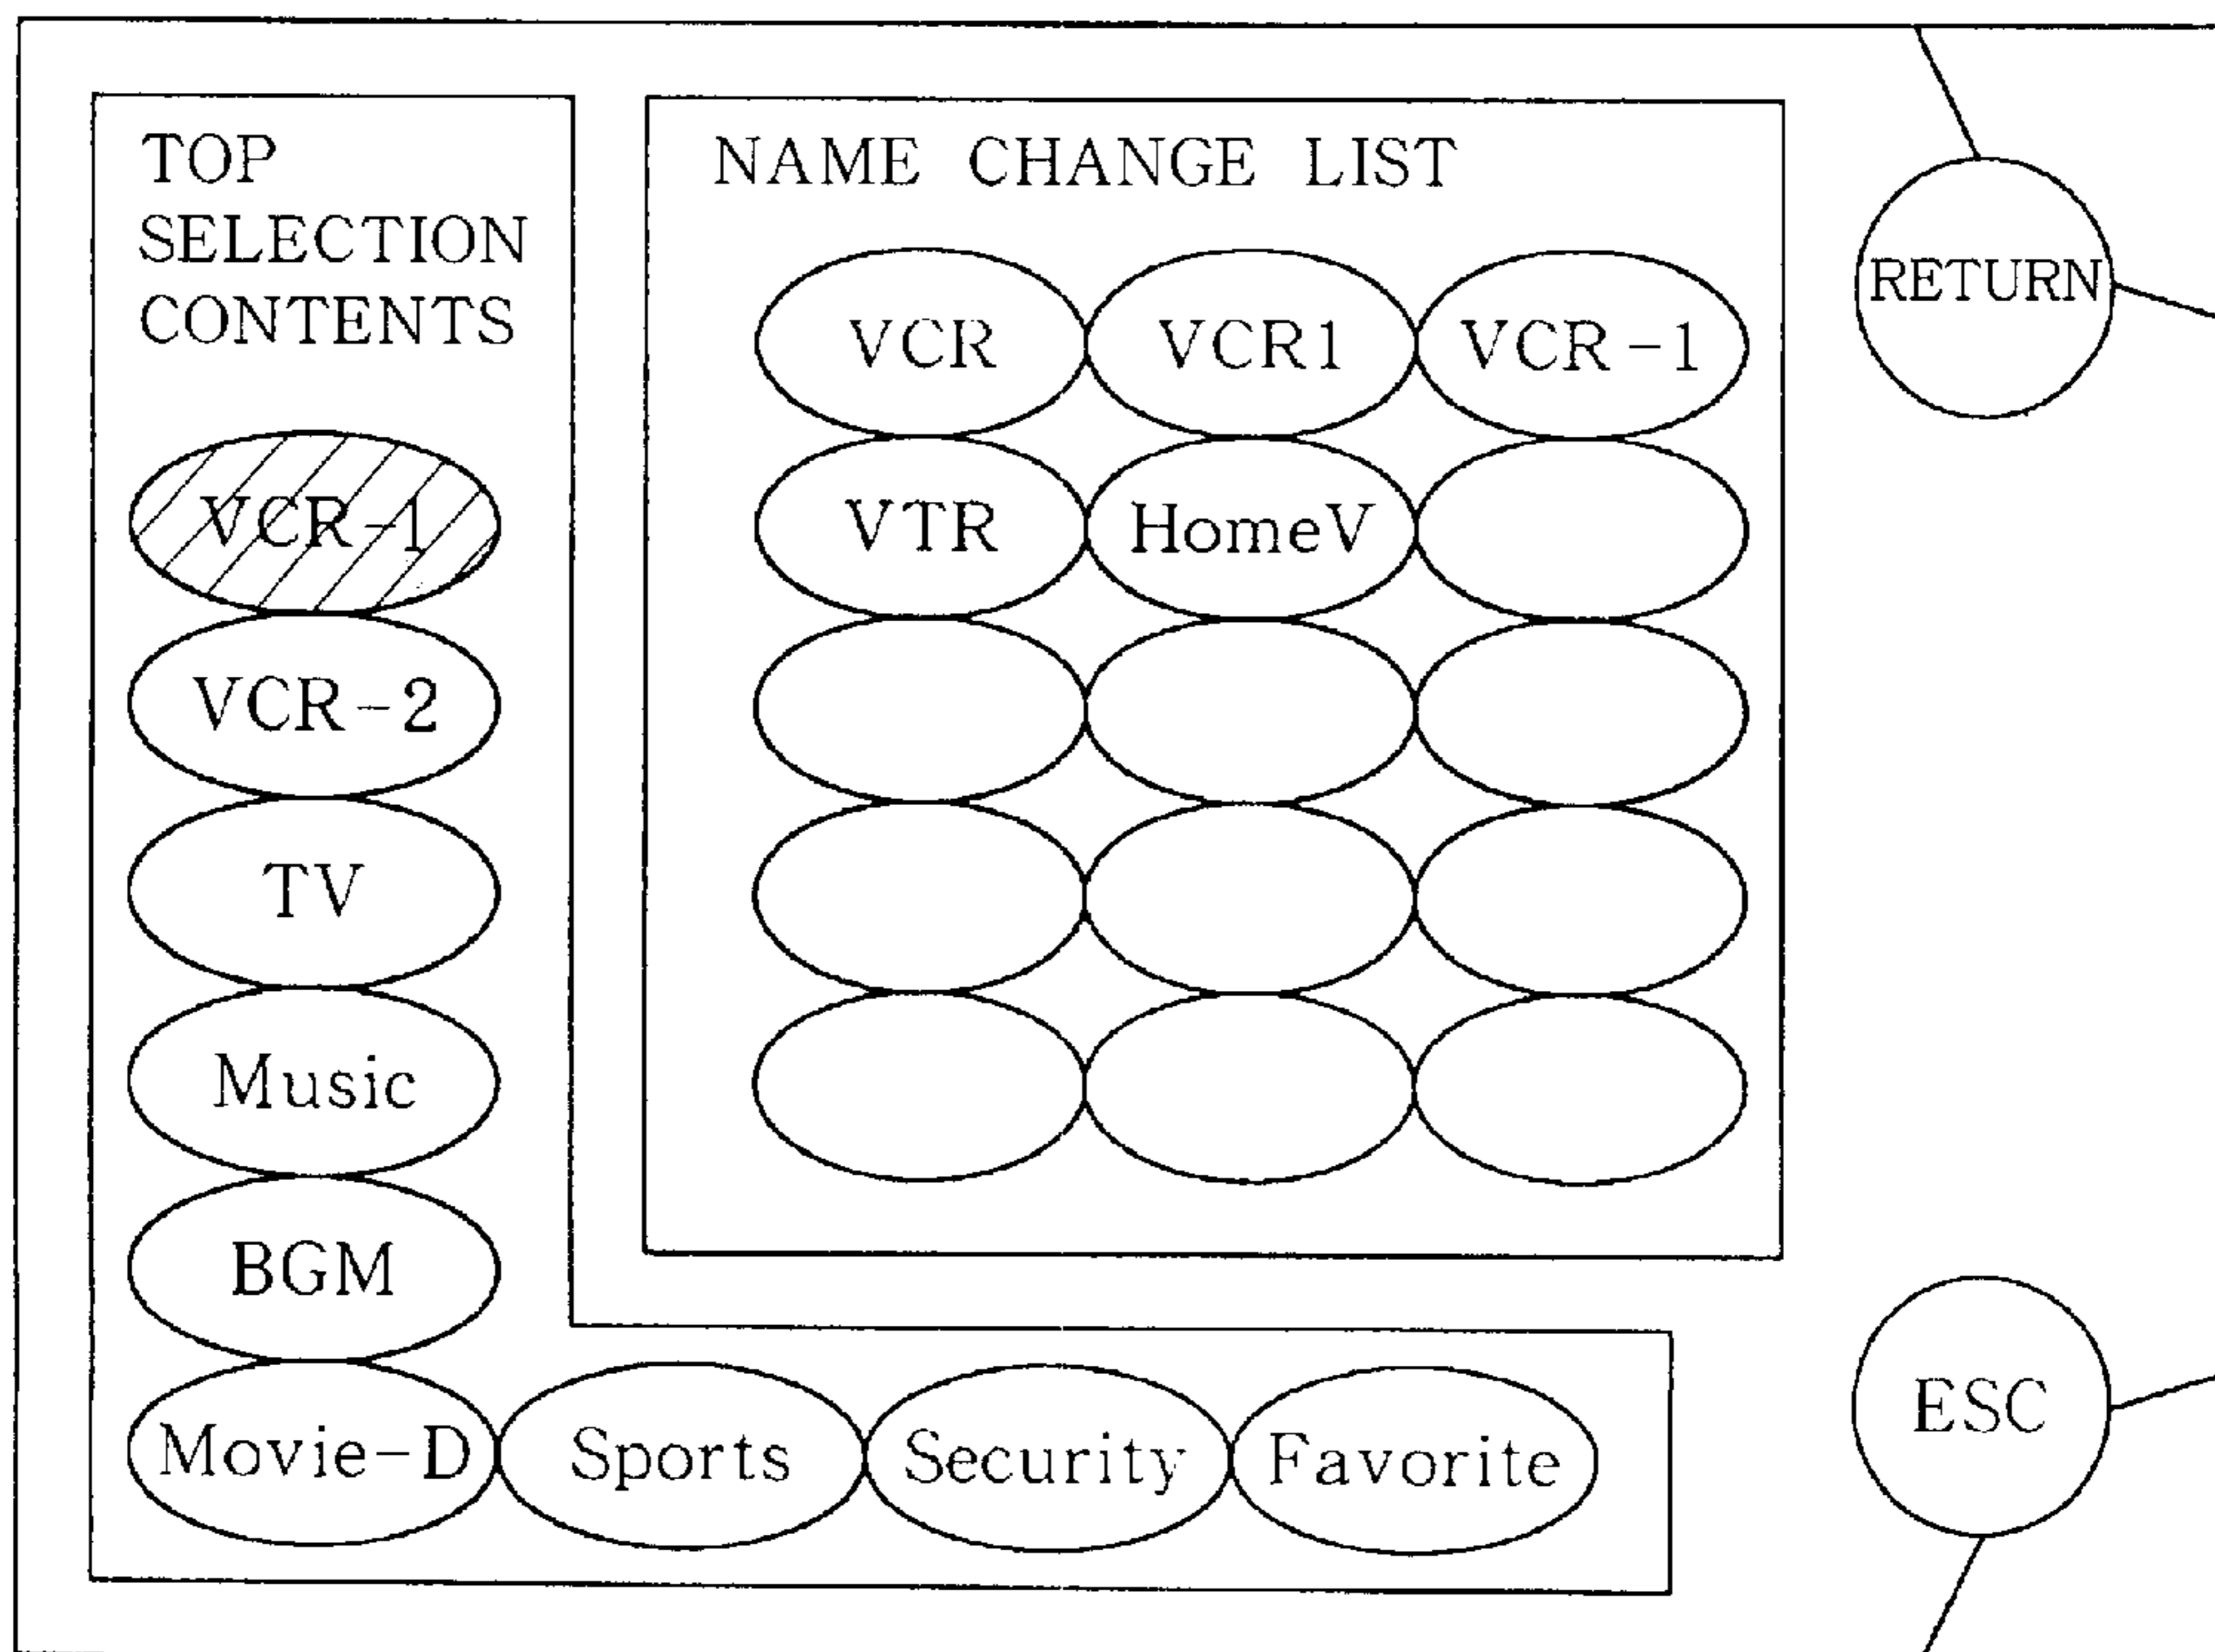 TOP
SELECTION
CONTENTS
VCR-1
VCR-2
TV
Music
BGM
Movie-D Sports Security Favorite
NAME CHANGE LIST
VCR VCR1 VCR-1
VTR HomeV
RETURN
ESC